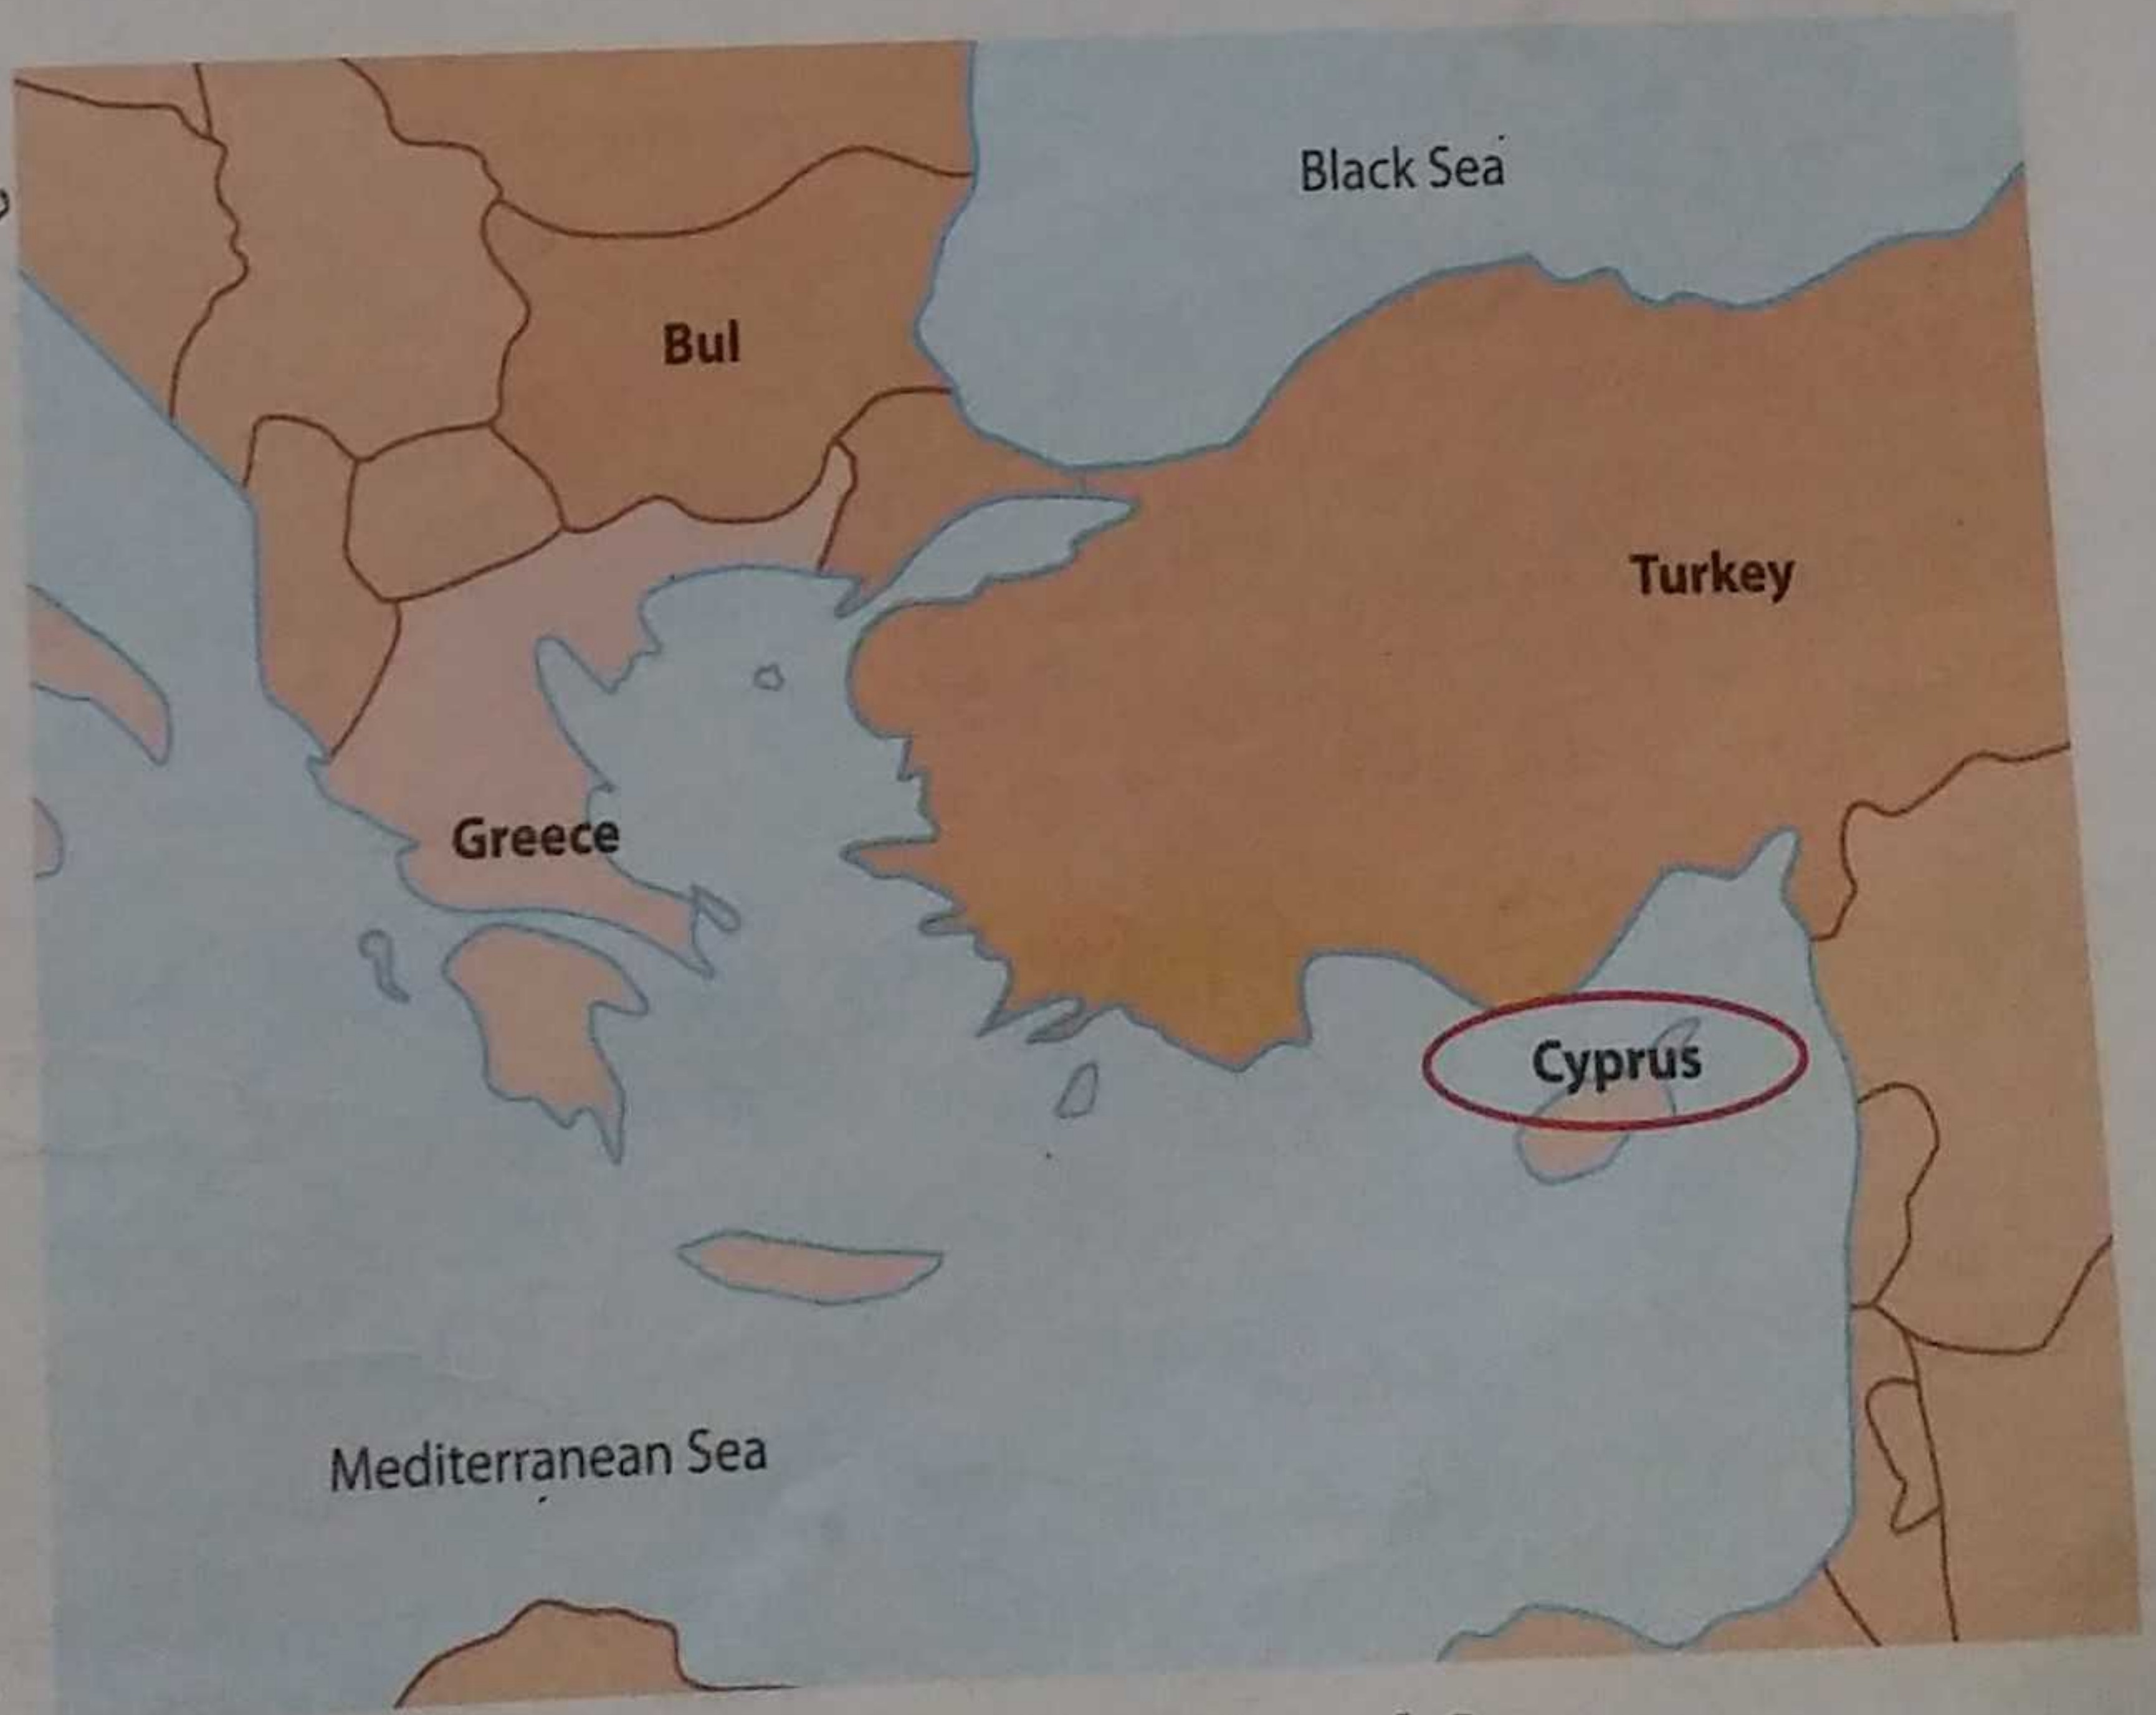 Black Sea
Bul
Turkey
Greece
Cyprus
Mediterranean Sea